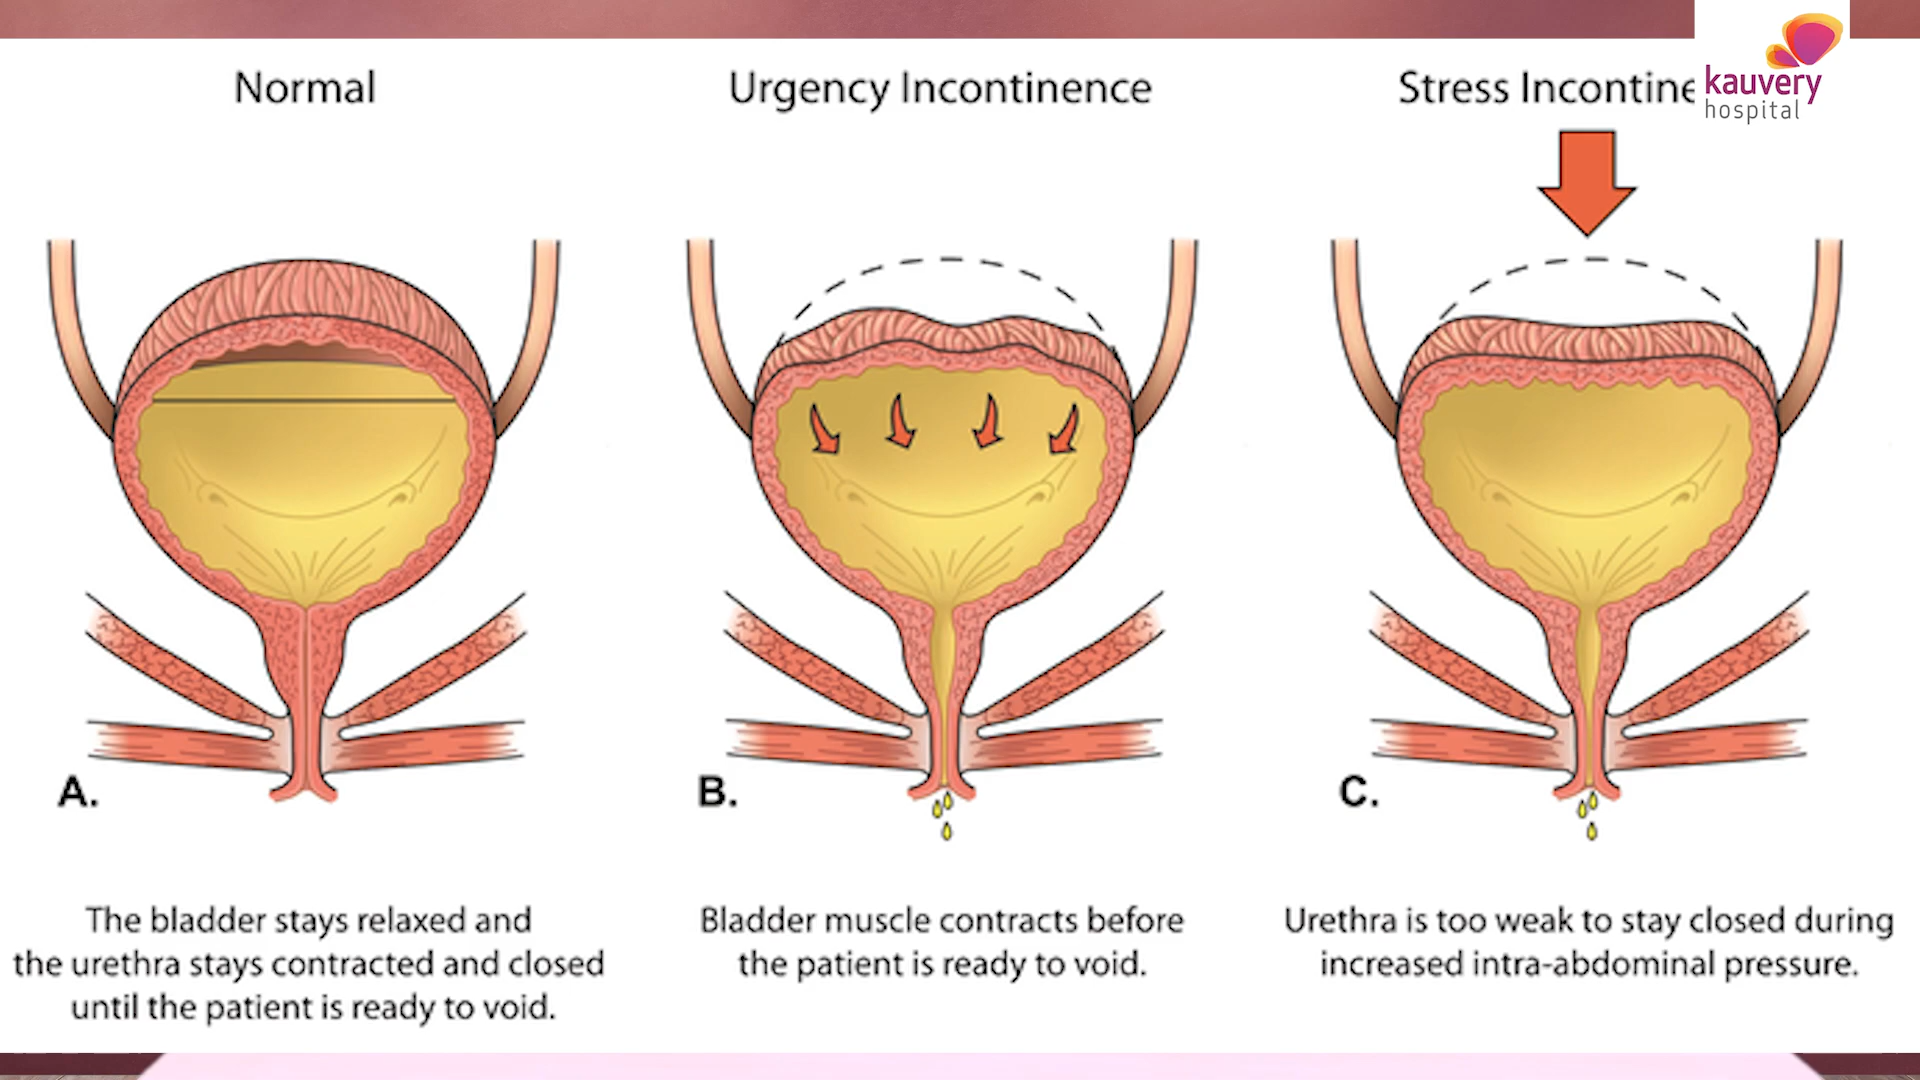 Normal
Urgency Incontinence
Stress Incontine
kauvery
hospital
A.
B.
C.
The bladder stays relaxed and
the urethra stays contracted and closed
until the patient is ready to void.
Bladder muscle contracts before
the patient is ready to void.
Urethra is too weak to stay closed during
increased intra-abdominal pressure.